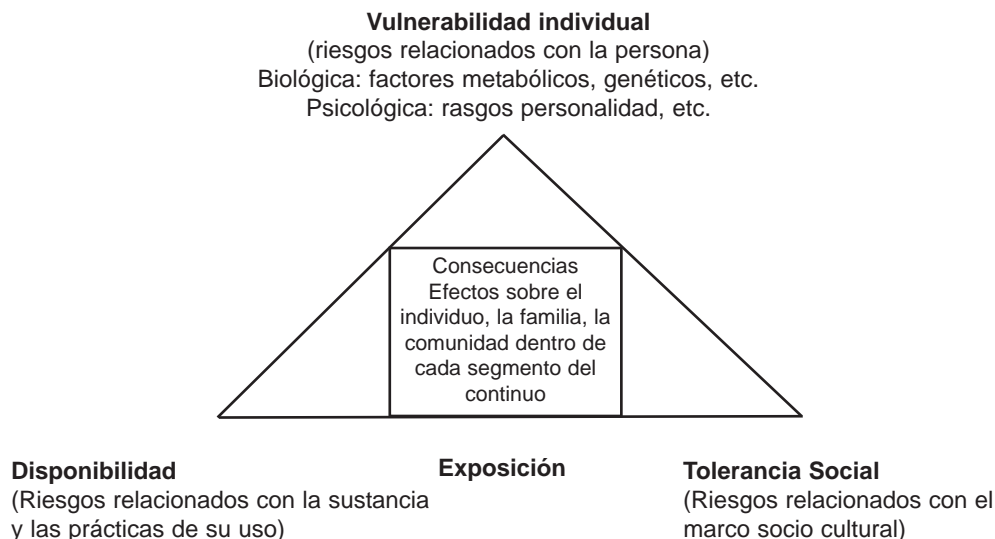 Vulnerabilidad individual
(riesgos relacionados con la persona)
Biológica: factores metabólicos, genéticos, etc.
Psicológica: rasgos personalidad, etc.
Consecuencias
Efectos sobre el
individuo, la familia, la
comunidad dentro de
cada segmento del
continuo
Disponibilidad
(Riesgos relacionados con la sustancia
y las prácticas de su uso)
Exposición
Tolerancia Social
(Riesgos relacionados con el
marco socio cultural)